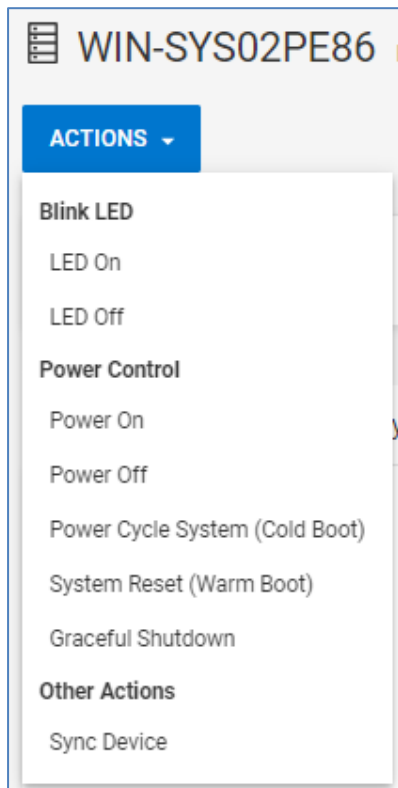 WIN-SYS02PE86
ACTIONS
Blink LED
LED On
LED Off
Power Control
Power On
Power Off
Power Cycle System (Cold Boot)
System Reset (Warm Boot)
Graceful Shutdown
Other Actions
Sync Device